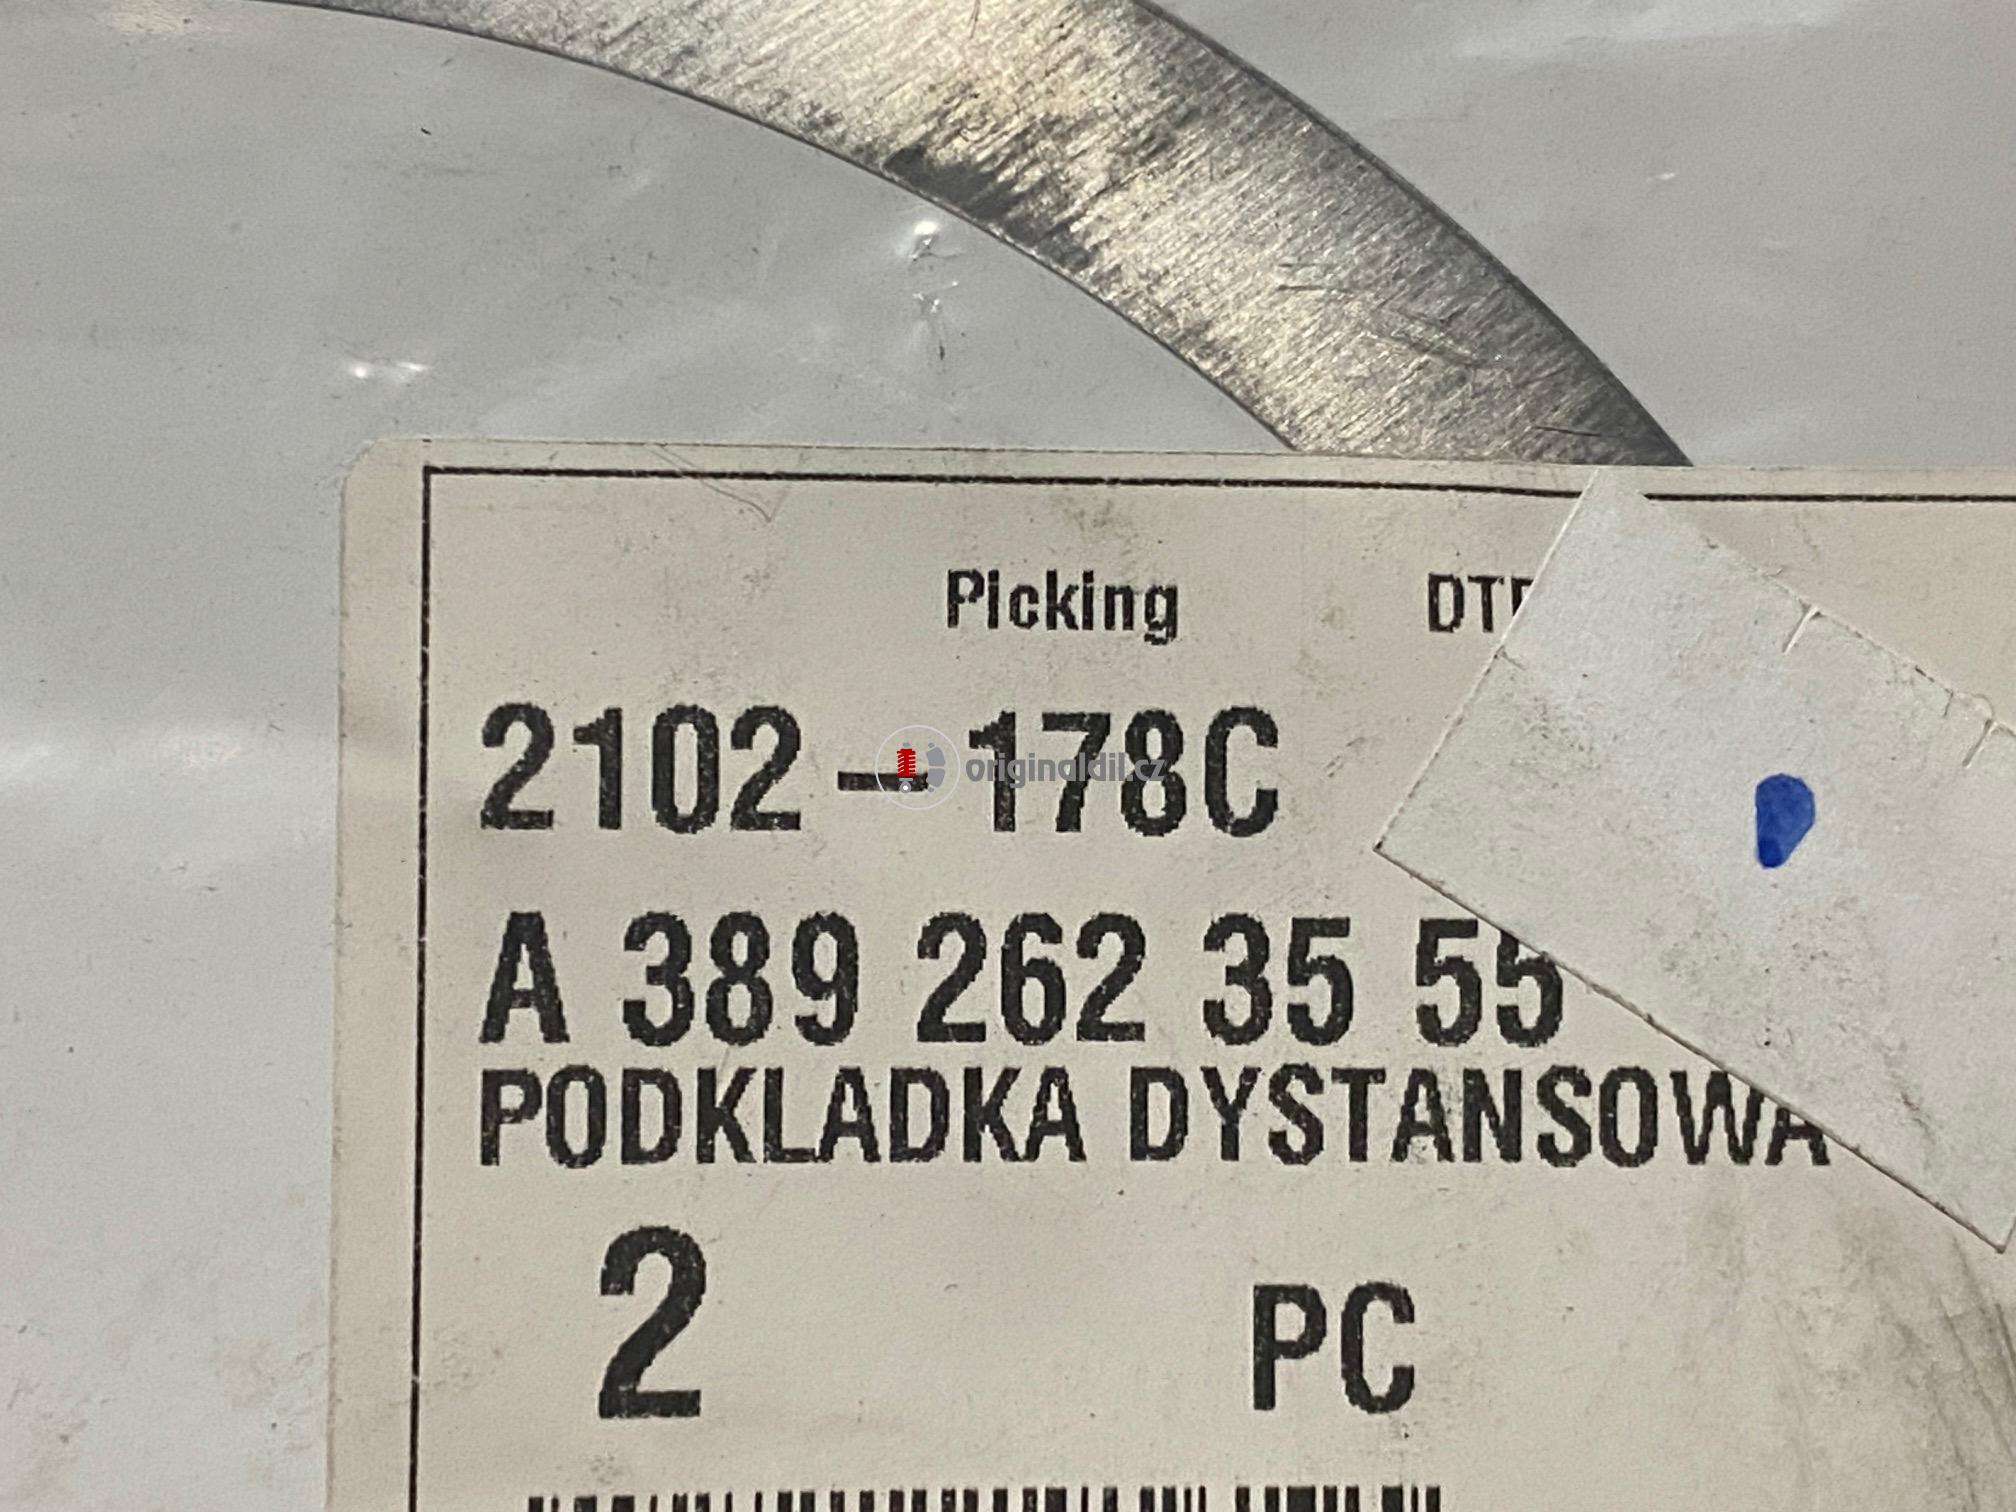 Picking
2102 – 178C
originaldil.cz
A 389 262 35 55
PODKLADKA DYSTANSOWA
2 PC